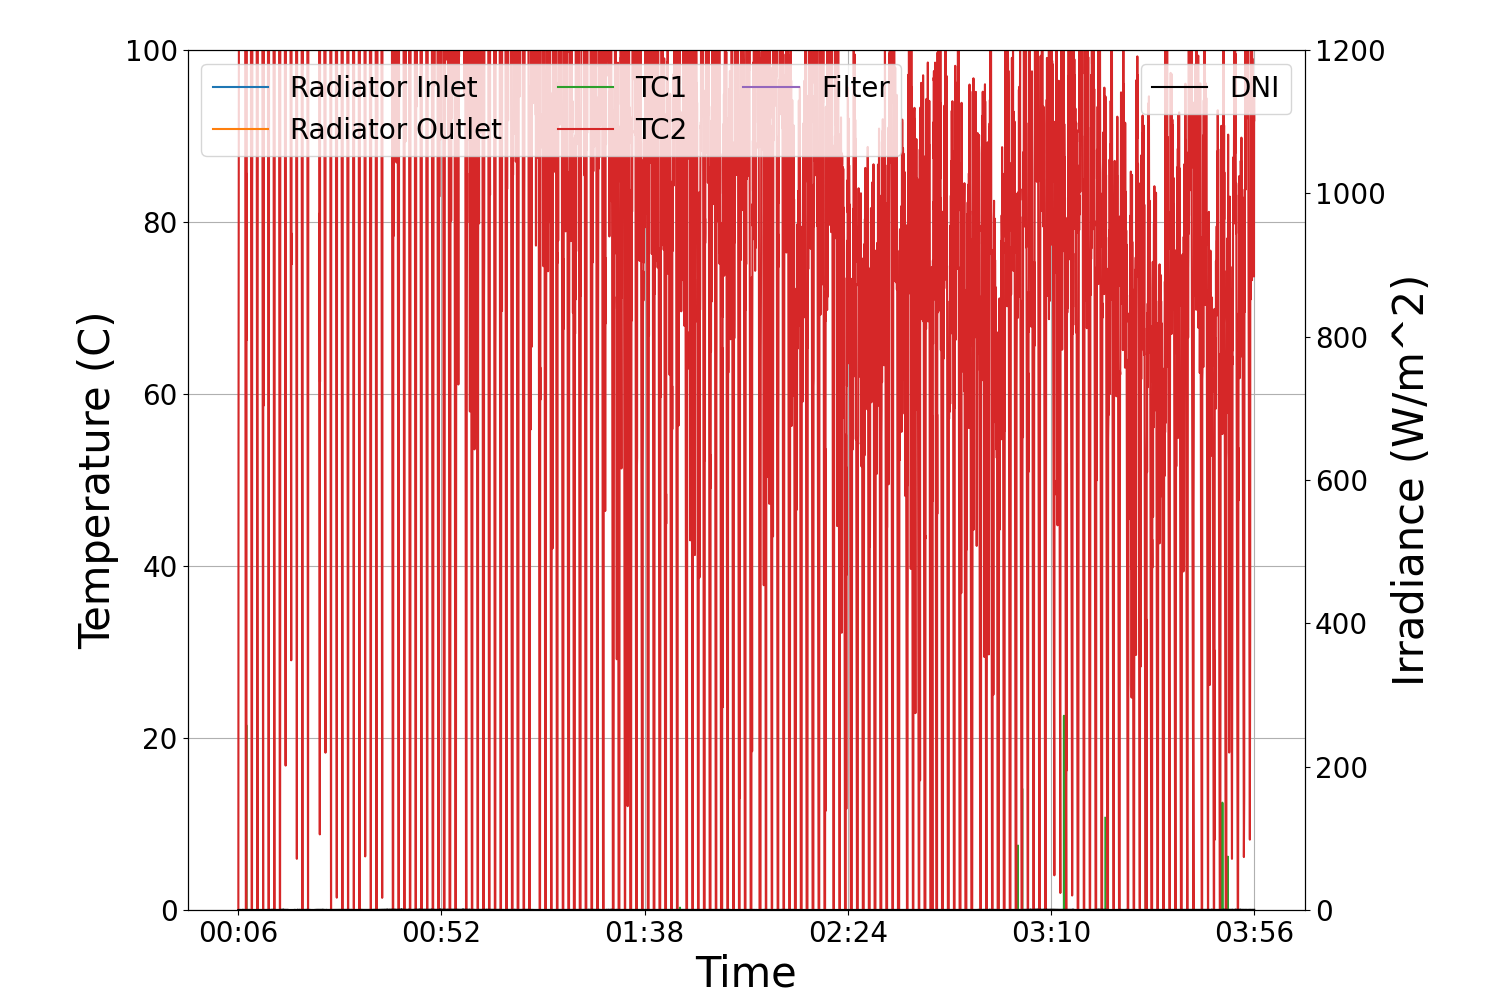 100
80
60
40
20
0
Temperature (C)
Radiator Inlet
Radiator Outlet
TC1
TC2
Filter
DNI
1200
1000
800
600
400
200
0
Irradiance (W/m^2)
00:06
00:52
01:38
02:24
03:10
03:56
Time